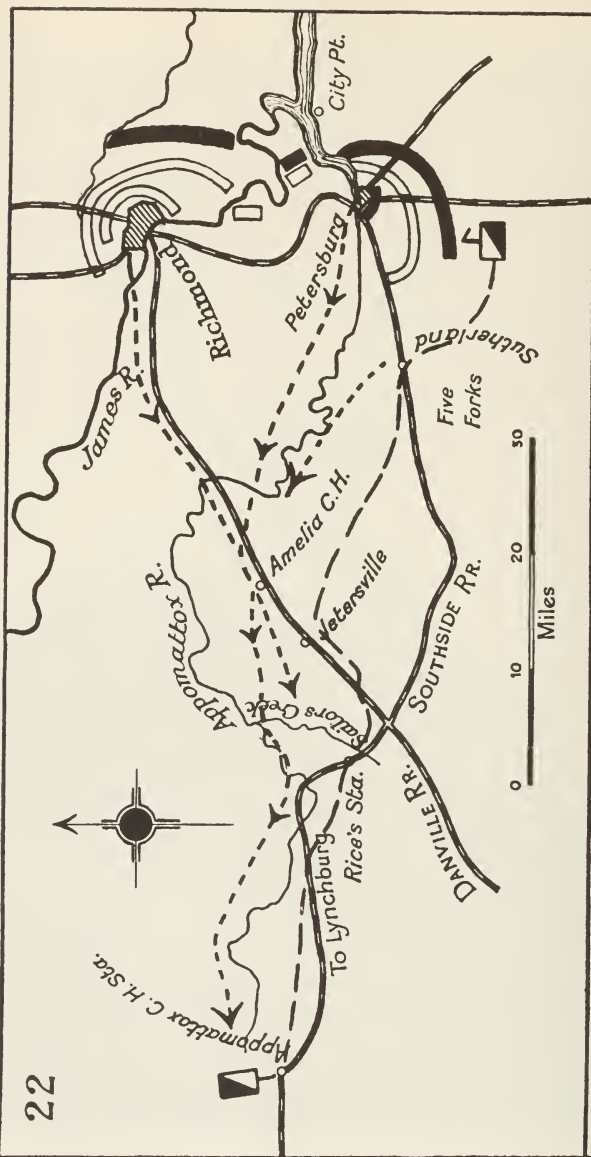 22
City Pt.
Petersburg
Richmond
James R.
Sutherland
Five
Forks
Amelia C.H.
Jetersville
Appomattox R.
Sailors Creek
SOUTHSIDE RR.
DANVILLE RR.
Rice's Sta.
To Lynchburg
Appomattox C.H. Sta.
0 10 20 30
Miles